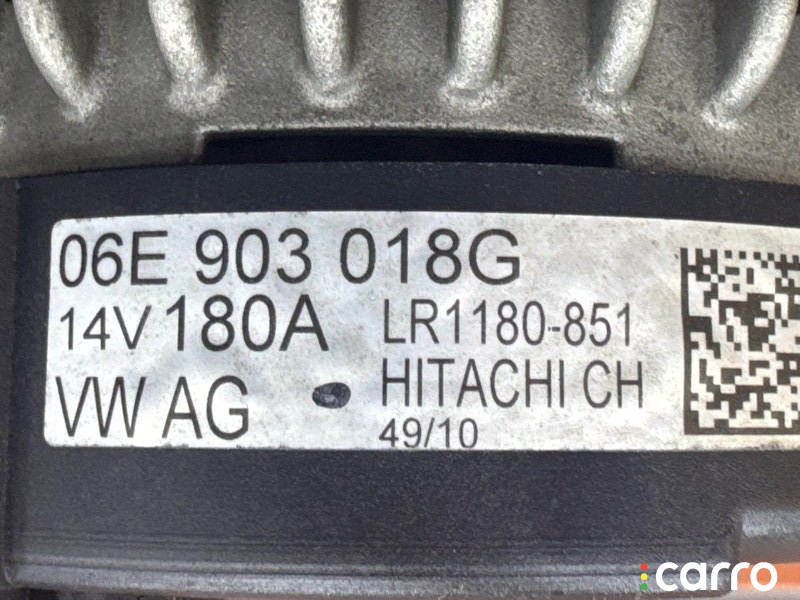 06E 903 018G
14V 180A LR1180-851
VW AG HITACHI CH
49/10
carro